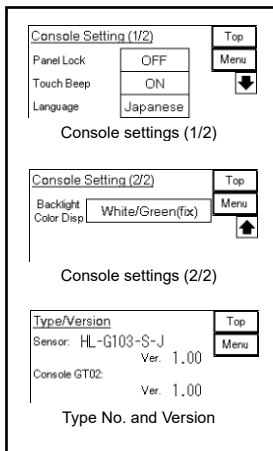 Console Setting (1/2) Top
Panel Lock OFF Menu
Touch Beep ON
Language Japanese
Console settings (1/2)
Console Setting (2/2) Top
Backlight Menu
Color Disp White/Green(fix)
Console settings (2/2)
Type/Version Top
Sensor: HL-G103-S-J Menu
Ver. 1.00
Console GT02:
Ver. 1.00
Type No. and Version